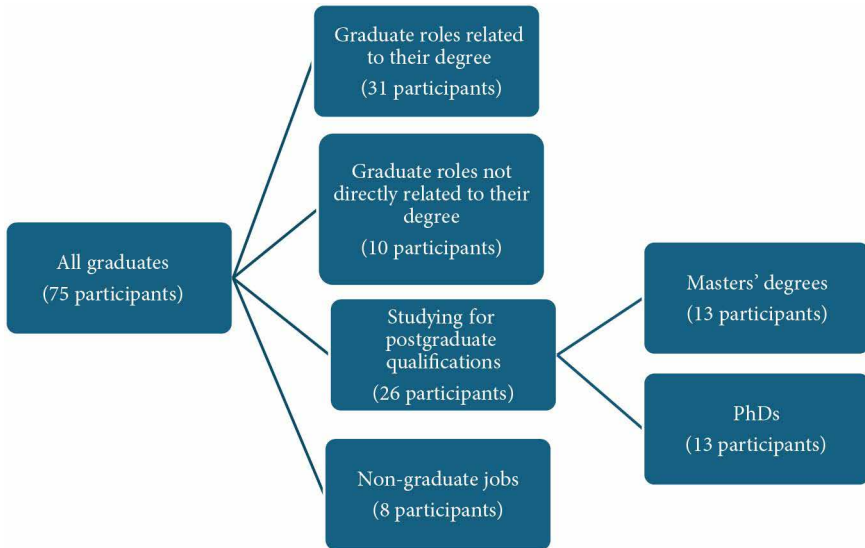 Graduate roles related
to their degree
(31 participants)
Graduate roles not
directly related to their
degree
(10 participants)
All graduates
(75 participants)
Studying for
postgraduate
qualifications
(26 participants)
Masters’ degrees
(13 participants)
PhDs
(13 participants)
Non-graduate jobs
(8 participants)